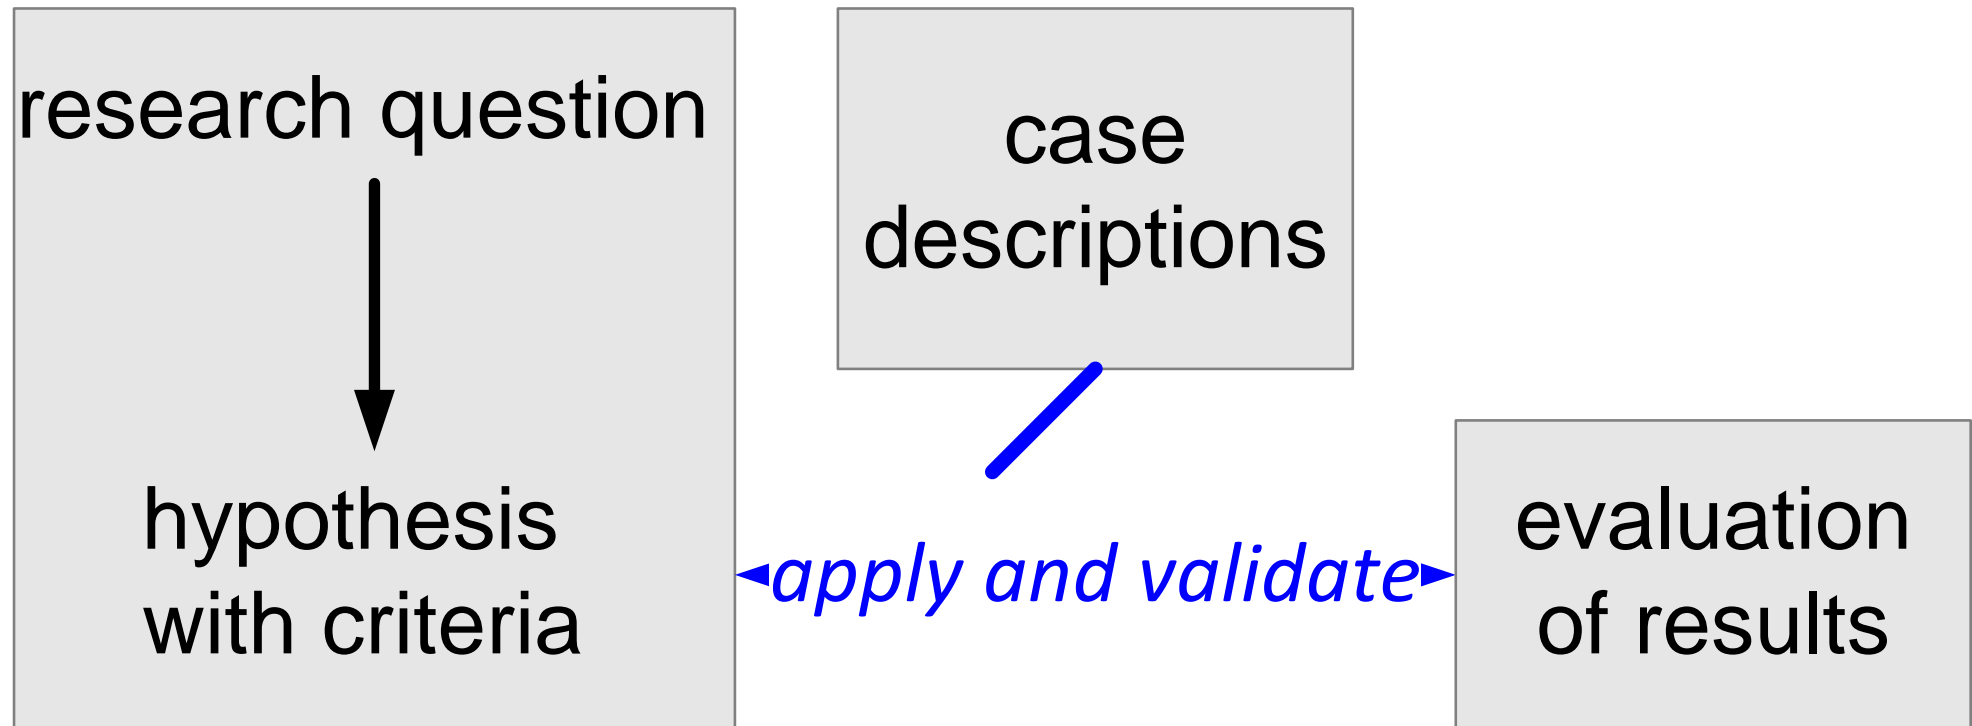 research question
hypothesis
with criteria
case
descriptions
apply and validate
evaluation
of results